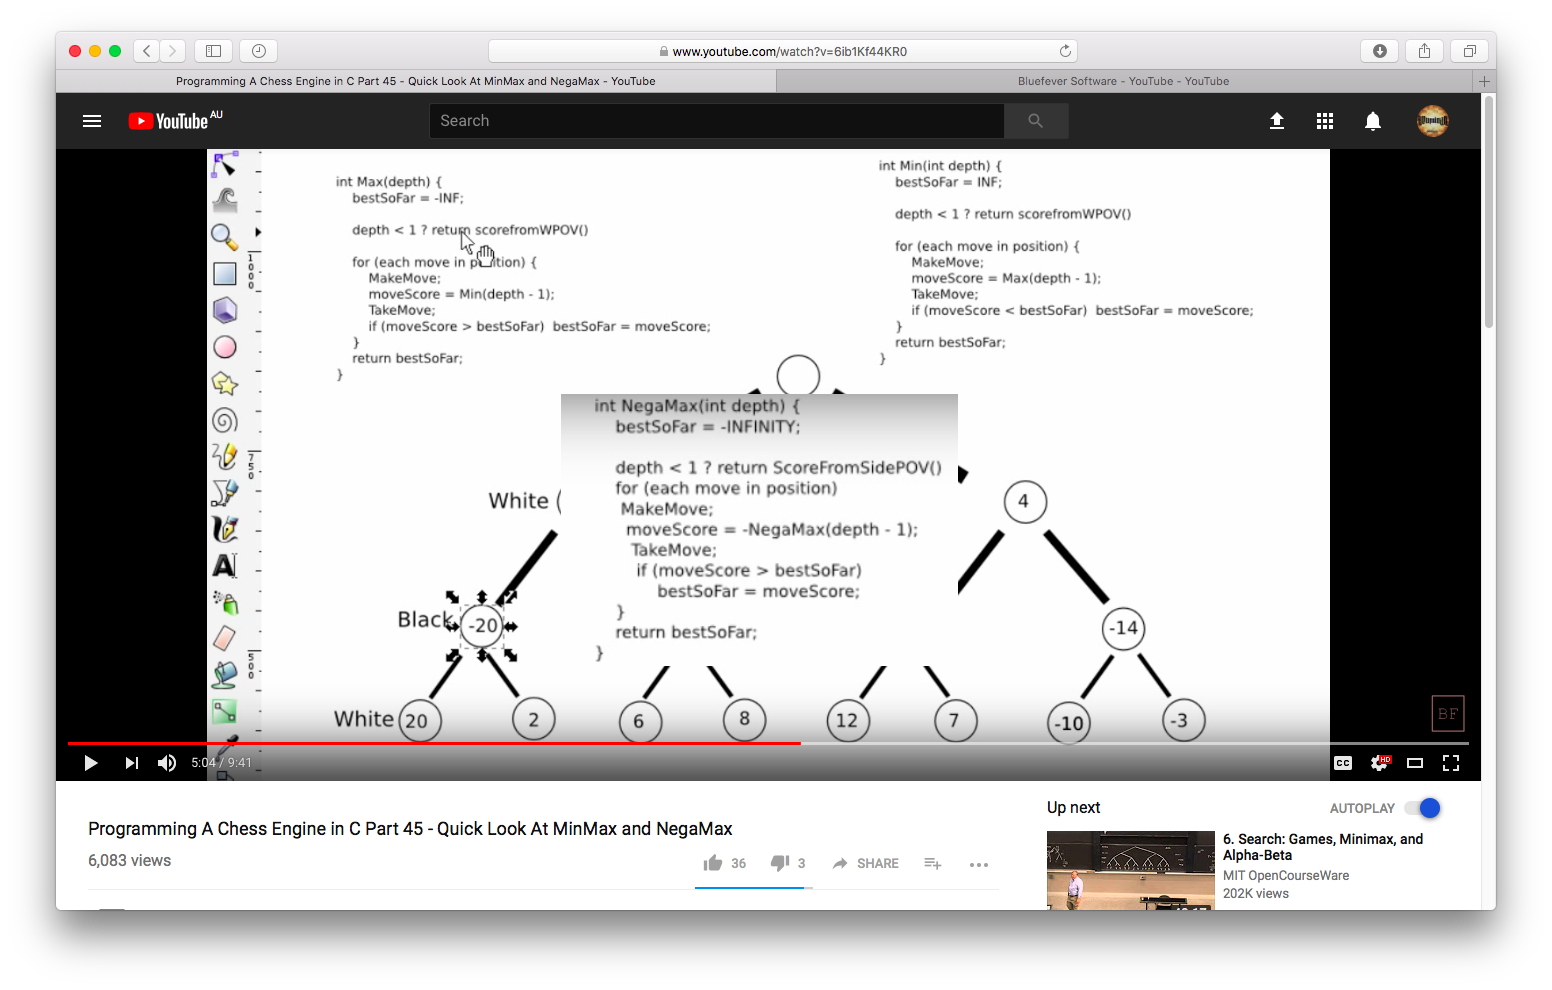 www.youtube.com/watch?v=6ib1Kf44KR0
Programming A Chess Engine in C Part 45 - Quick Look At MinMax and NegaMax - YouTube
Bluefever Software - YouTube - YouTube
YouTube AU
Search
int Max(depth) {
bestSoFar = -INF;
depth < 1 ? return scorefromWPOV()
for (each move in position) {
MakeMove;
moveScore = Min(depth - 1);
TakeMove;
if (moveScore > bestSoFar) bestSoFar = moveScore;
}
return bestSoFar;
}
int Min(int depth) {
bestSoFar = INF;
depth < 1 ? return scorefromWPOV()
for (each move in position) {
MakeMove;
moveScore = Max(depth - 1);
TakeMove;
if (moveScore < bestSoFar) bestSoFar = moveScore;
}
return bestSoFar;
}
int NegaMax(int depth) {
bestSoFar = -INFINITY;
depth < 1 ? return ScoreFromSidePOV()
for (each move in position)
MakeMove;
moveScore = -NegaMax(depth - 1);
TakeMove;
if (moveScore > bestSoFar)
bestSoFar = moveScore;
}
return bestSoFar;
}
1000
750
500
White (
4
Black
-20
-14
White
20
2
6
8
12
7
-10
-3
BF
5:04 / 9:41
CC
HD
Programming A Chess Engine in C Part 45 - Quick Look At MinMax and NegaMax
6,083 views
36
3
SHARE
Up next
AUTOPLAY
6. Search: Games, Minimax, and
Alpha-Beta
MIT OpenCourseWare
202K views